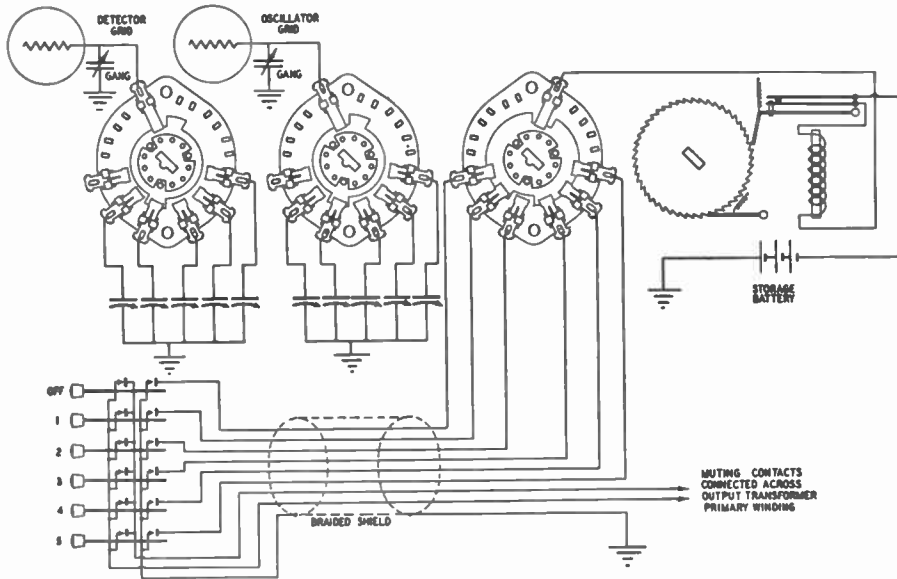 DETECTOR
GRID
OSCILLATOR
GRID
GANG
GANG
STORAGE
BATTERY
OFF
1
2
3
4
5
BRAIDED SHIELD
MUTING CONTACTS
CONNECTED ACROSS
OUTPUT TRANSFORMER
PRIMARY WINDING